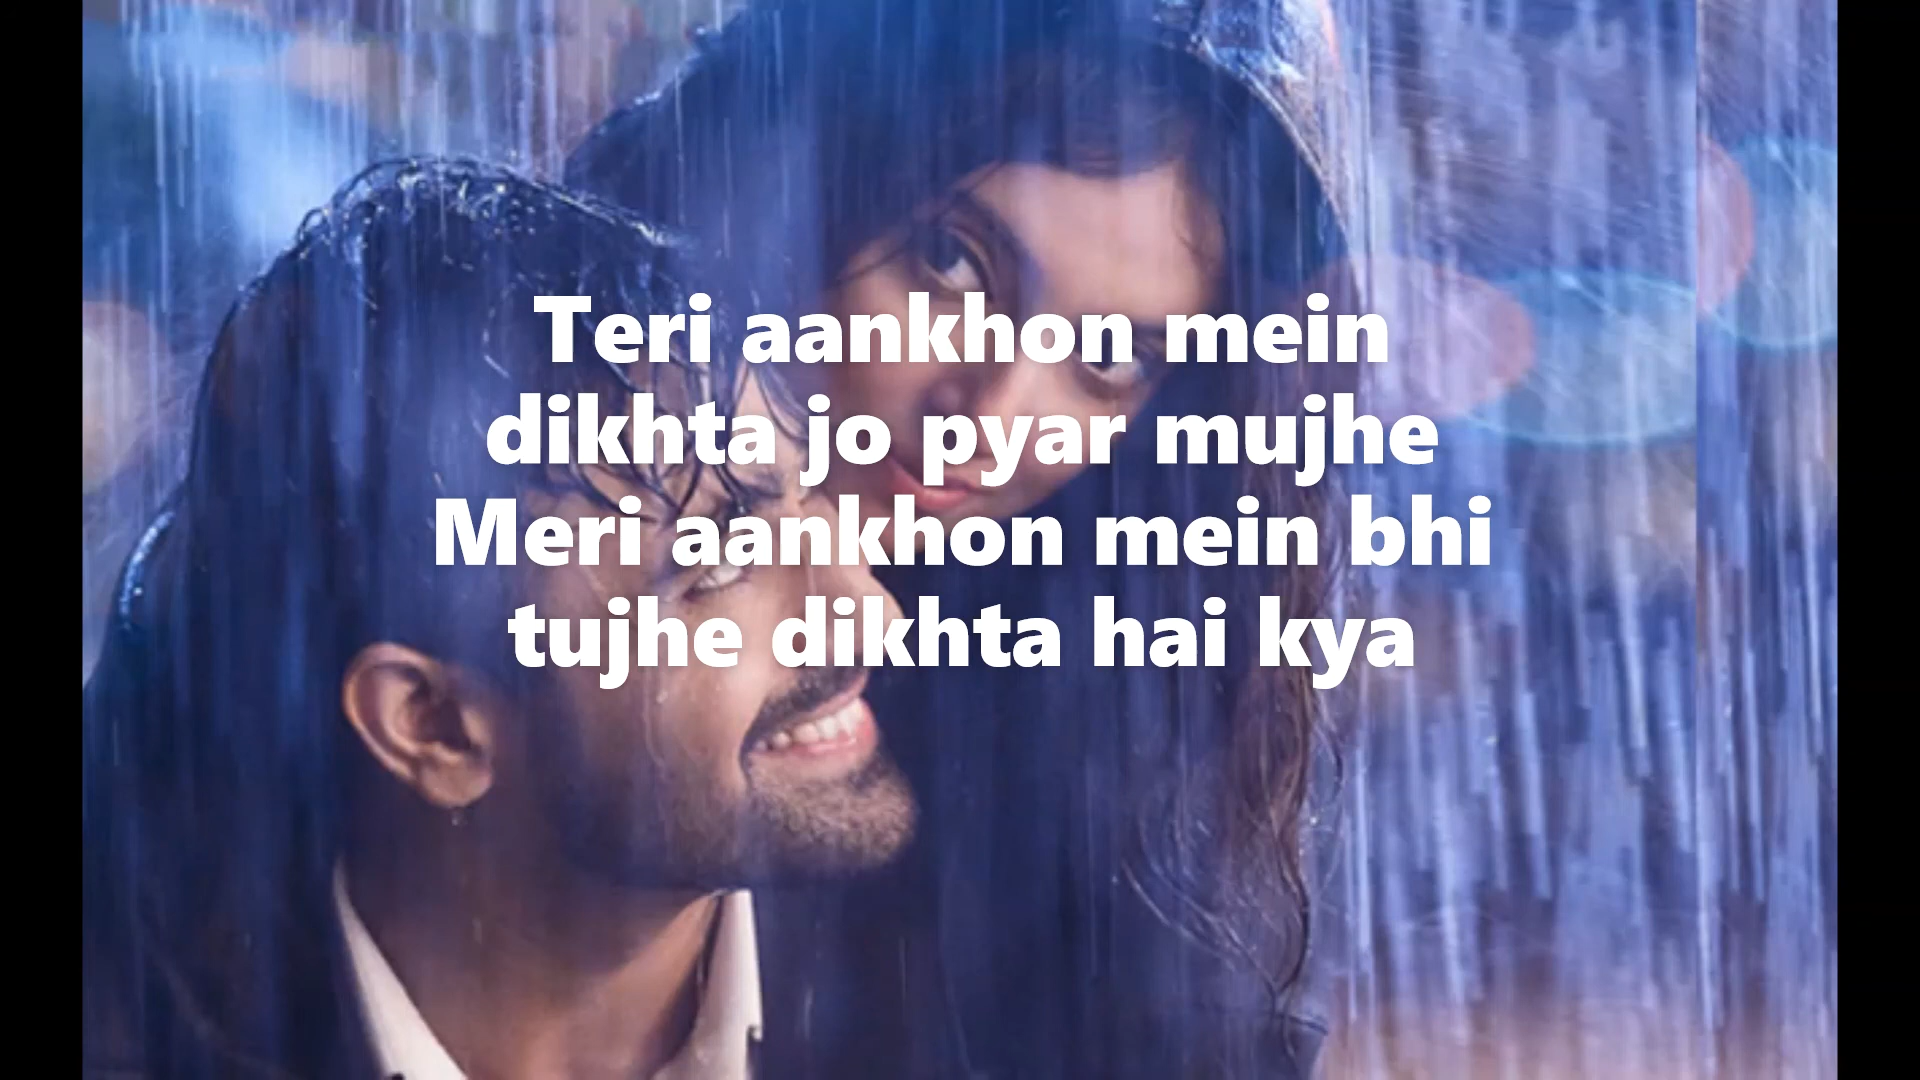 Teri aankhon mein
dikhta jo pyar mujhe
Meri aankhon mein bhi
tujhe dikhta hai kya